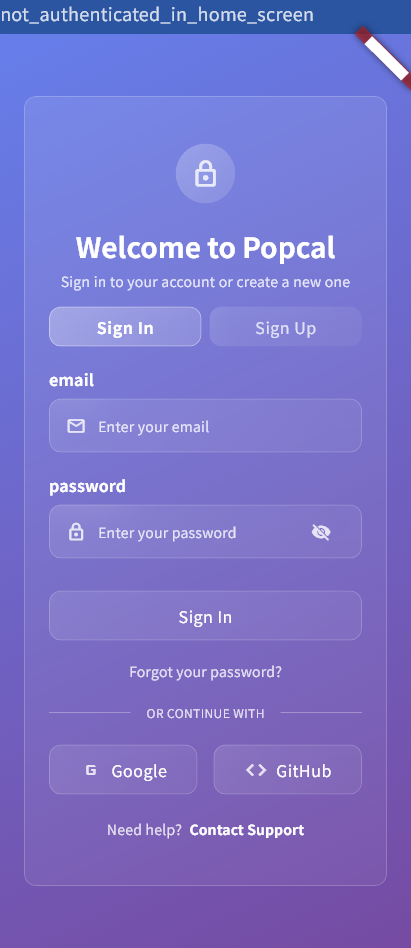 not_authenticated_in_home_screen
Welcome to Popcal
Sign in to your account or create a new one
Sign In
Sign Up
email
Enter your email
password
Enter your password
Sign In
Forgot your password?
OR CONTINUE WITH
G Google
<> GitHub
Need help? Contact Support